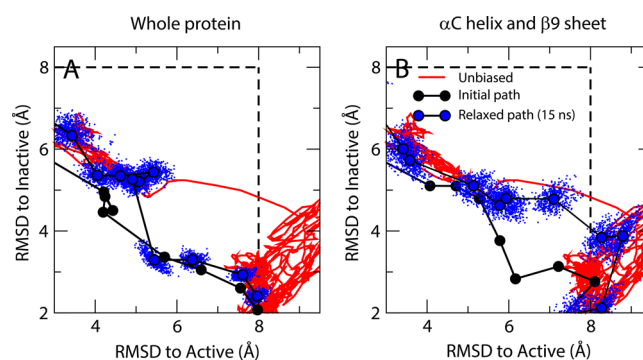 Whole protein
αC helix and β9 sheet
A
B
Unbiased
Initial path
Relaxed path (15 ns)
RMSD to Inactive (Å)
RMSD to Inactive (Å)
8
6
4
2
8
6
4
2
4
6
8
4
6
8
RMSD to Active (Å)
RMSD to Active (Å)